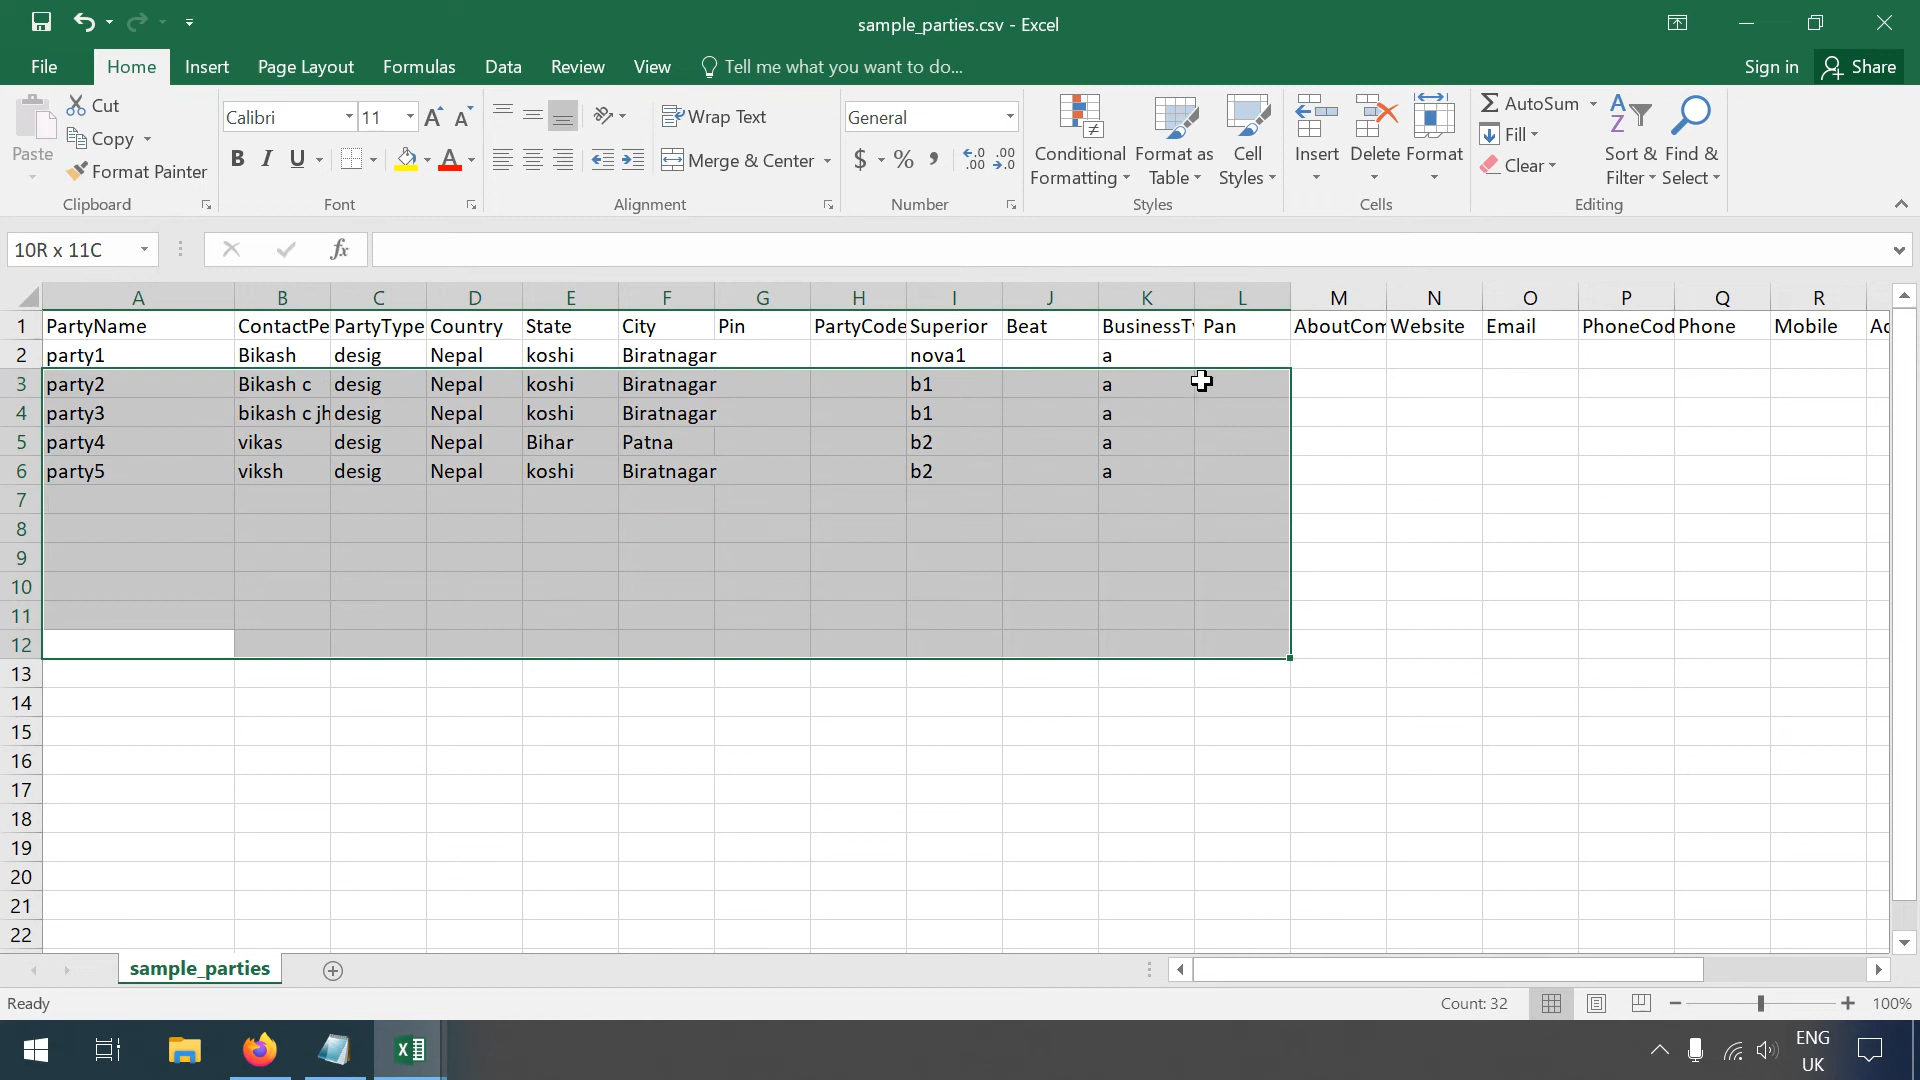 sample_parties.csv - Excel
File Home Insert Page Layout Formulas Data Review View Tell me what you want to do... Sign in Share
Paste Cut Copy Format Painter Clipboard
Calibri 11 B I U A Font
Wrap Text Merge & Center Alignment
General $ % , Number
Conditional Formatting Format as Table Cell Styles Styles
Insert Delete Format Cells
AutoSum Fill Clear Sort & Filter Find & Select Editing
10R x 11C fx
A B C D E F G H I J K L M N O P Q R
1 PartyName ContactPe PartyType Country State City Pin PartyCode Superior Beat BusinessTy Pan AboutCom Website Email PhoneCod Phone Mobile Ac
2 party1 Bikash desig Nepal koshi Biratnagar nova1 a
3 party2 Bikash c desig Nepal koshi Biratnagar b1 a
4 party3 bikash c jh desig Nepal koshi Biratnagar b1 a
5 party4 vikas desig Nepal Bihar Patna b2 a
6 party5 viksh desig Nepal koshi Biratnagar b2 a
7
8
9
10
11
12
13
14
15
16
17
18
19
20
21
22
sample_parties
Ready Count: 32 100%
ENG
UK